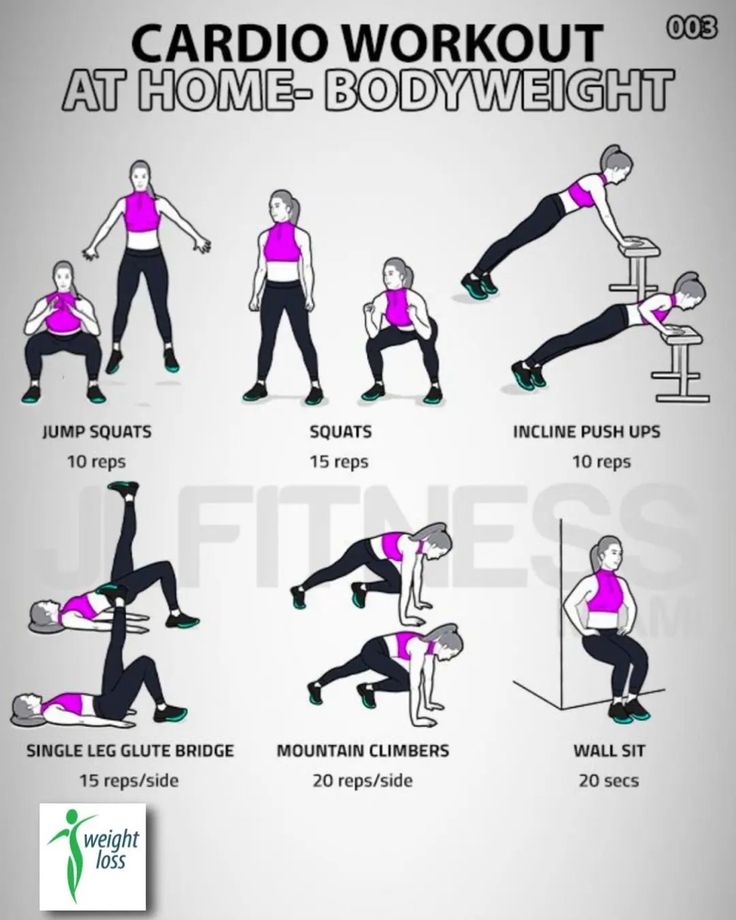 003
CARDIO WORKOUT
AT HOME- BODYWEIGHT
JUMP SQUATS
10 reps
SQUATS
15 reps
INCLINE PUSH UPS
10 reps
FITNESS
SINGLE LEG GLUTE BRIDGE
15 reps/side
MOUNTAIN CLIMBERS
20 reps/side
WALL SIT
20 secs
weight
loss